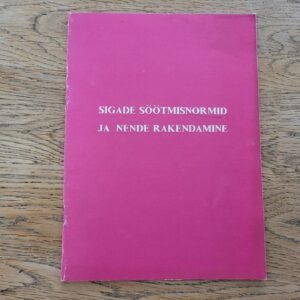 SIGADE SÖÖTMISNORMID
JA NENDE RAKENDAMINE